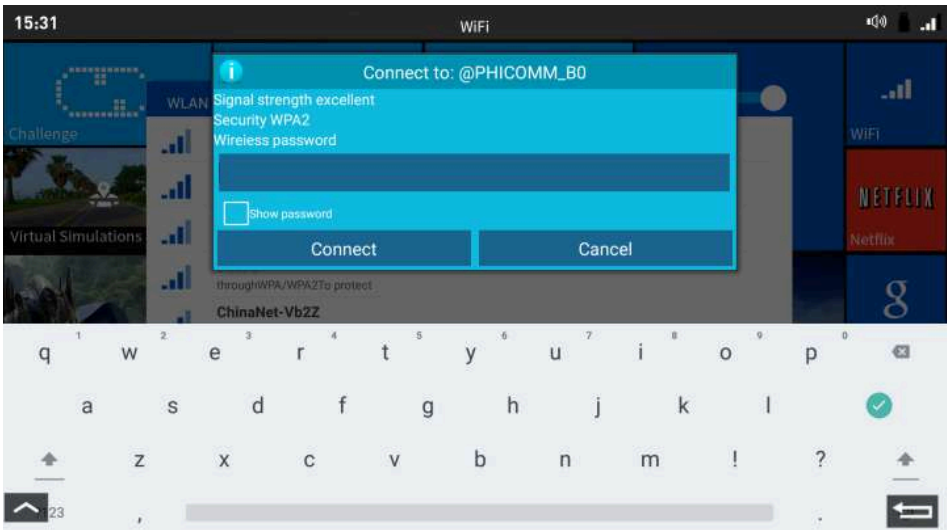 15:31
WiFi
Connect to: @PHICOMM_B0
WLAN
Signal strength excellent
Security WPA2
Wireless password
Show password
Connect
Cancel
Challenge
Virtual Simulations
WiFi
NETFLIX
Netflix
g
throughWPA/WPA2To protect
ChinaNet-Vb2Z
q 1 w 2 e 3 r 4 t 5 y 6 u 7 i 8 o 9 p 0
a s d f g h j k l
z x c v b n m ! ?
123 , .